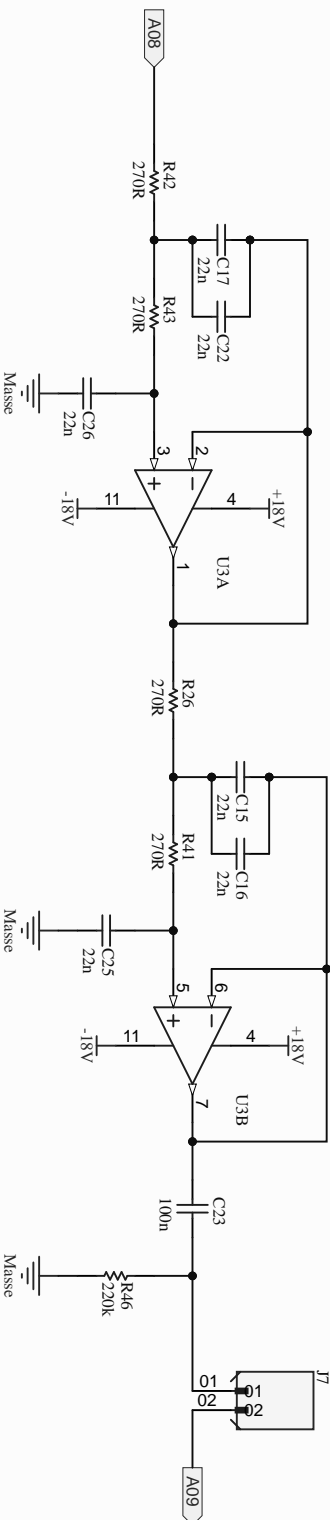 A08
R42
270R
C17
22n
C22
22n
R43
270R
C26
22n
Masse
2
3
4
11
1
+18V
-18V
U3A
R26
270R
C15
22n
C16
22n
R41
270R
C25
22n
Masse
6
5
4
11
7
+18V
-18V
U3B
C23
100n
R46
220k
Masse
J7
01
02
01
02
A09